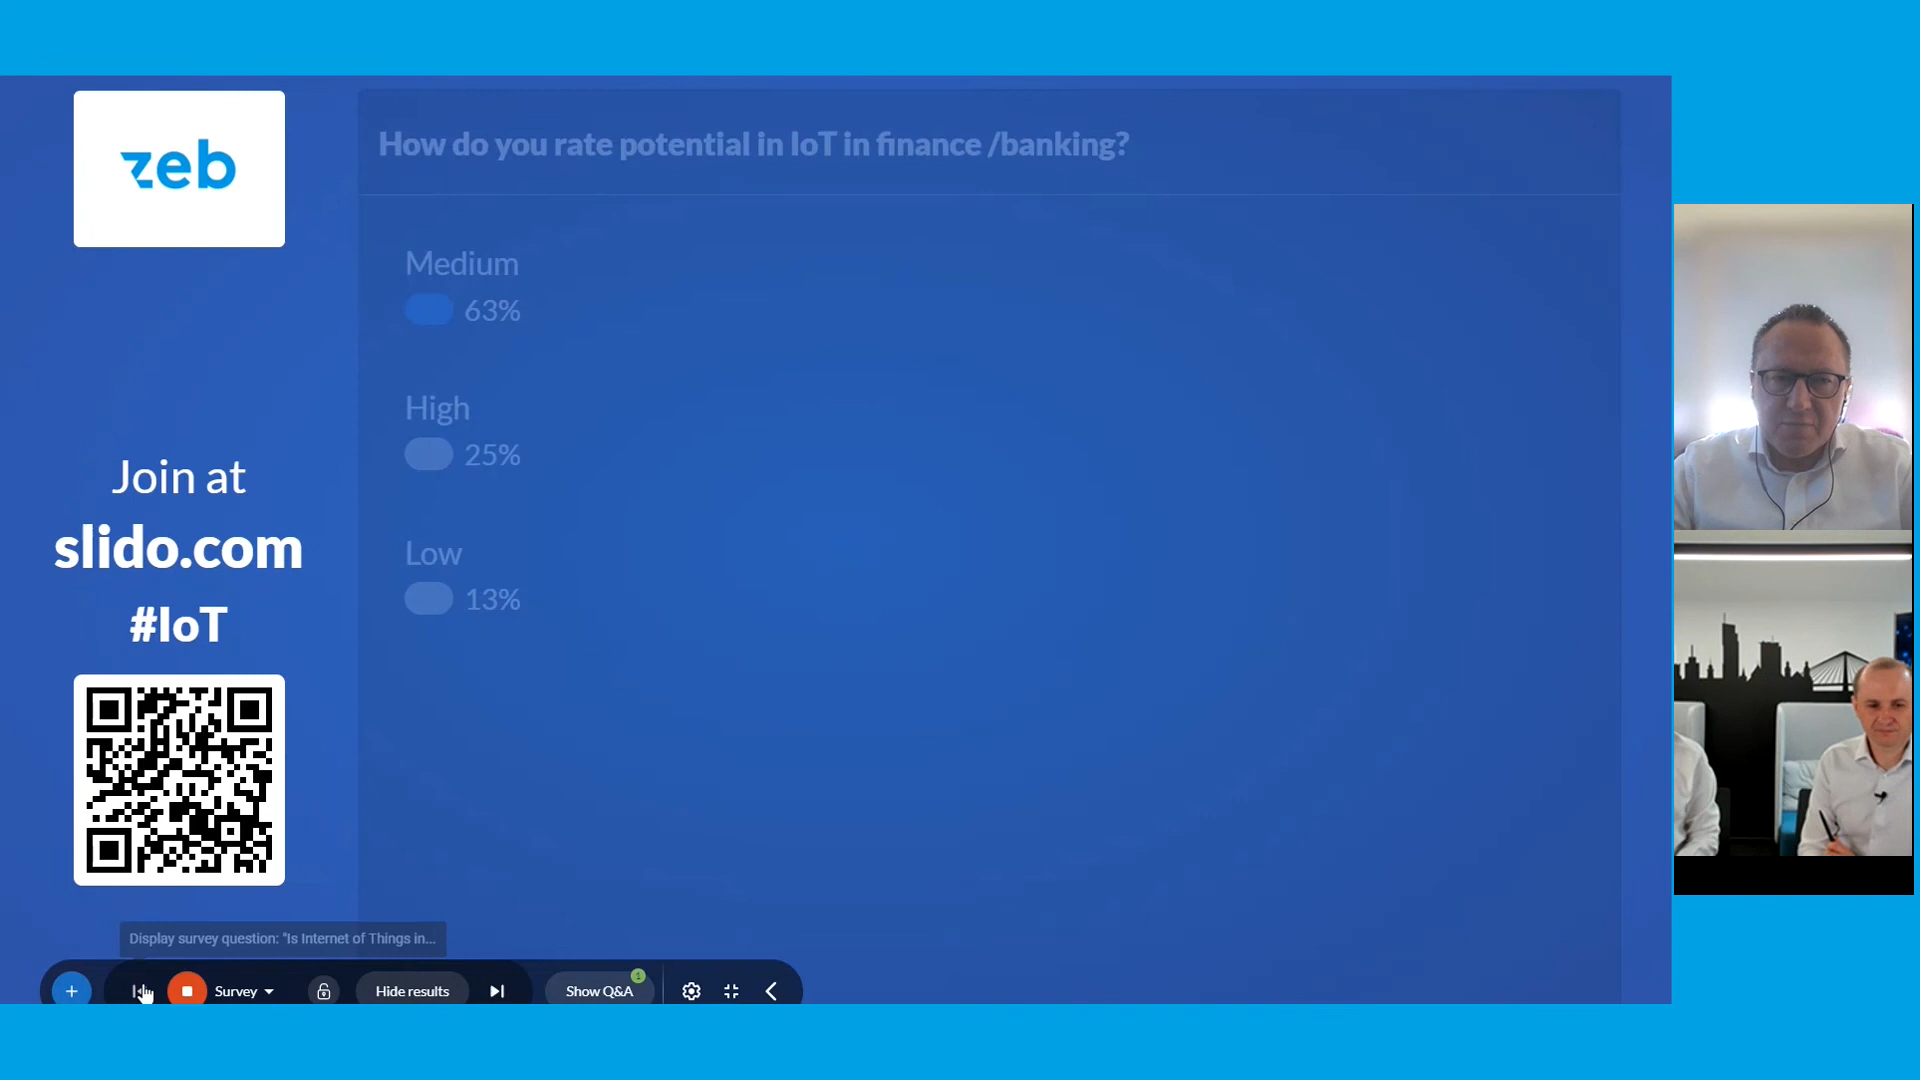 zeb
Join at
slido.com
#IoT
How do you rate potential in IoT in finance /banking?
Medium
63%
High
25%
Low
13%
Display survey question: "Is Internet of Things in...
Survey
Hide results
Show Q&A
1